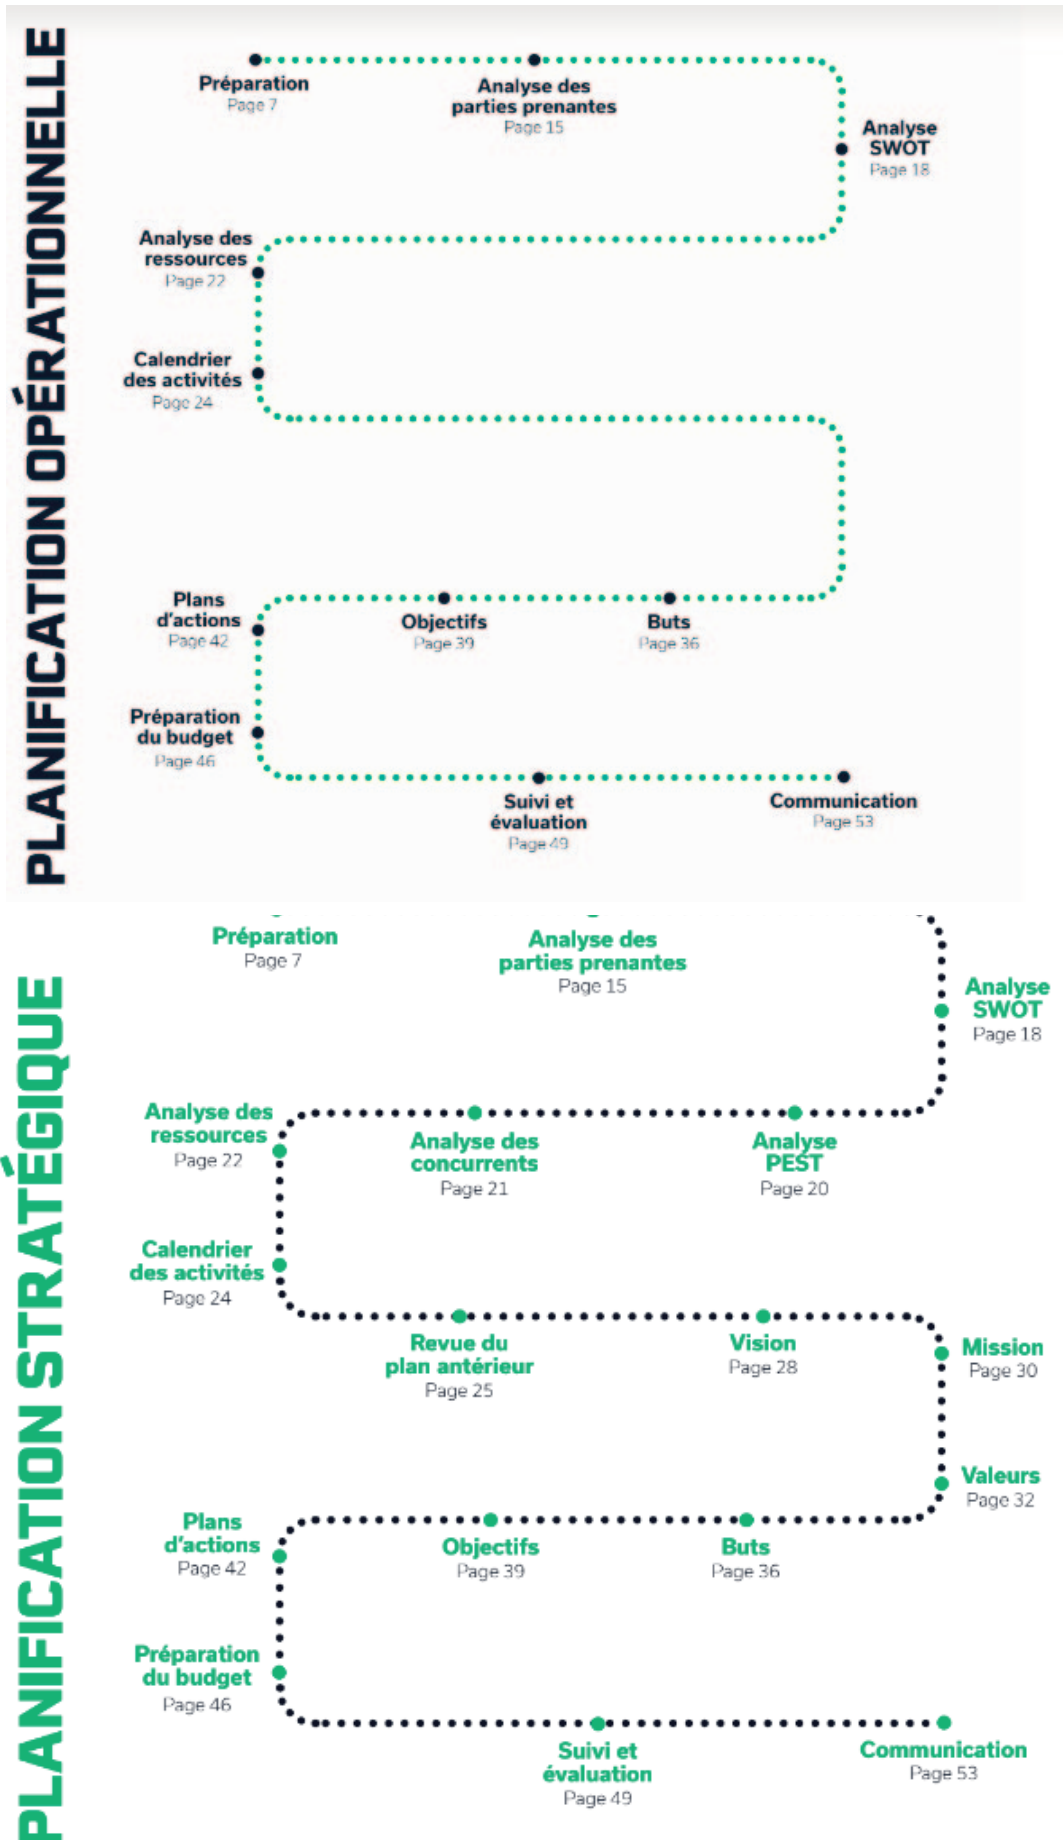 PLANIFICATION OPÉRATIONNELLE
Préparation
Page 7
Analyse des
parties prenantes
Page 15
Analyse
SWOT
Page 18
Analyse des
ressources
Page 22
Calendrier
des activités
Page 24
Plans
d'actions
Page 42
Objectifs
Page 39
Buts
Page 36
Préparation
du budget
Page 46
Suivi et
évaluation
Page 49
Communication
Page 53
PLANIFICATION STRATÉGIQUE
Préparation
Page 7
Analyse des
parties prenantes
Page 15
Analyse
SWOT
Page 18
Analyse des
ressources
Page 22
Analyse des
concurrents
Page 21
Analyse
PEST
Page 20
Calendrier
des activités
Page 24
Revue du
plan antérieur
Page 25
Vision
Page 28
Mission
Page 30
Valeurs
Page 32
Plans
d'actions
Page 42
Objectifs
Page 39
Buts
Page 36
Préparation
du budget
Page 46
Suivi et
évaluation
Page 49
Communication
Page 53